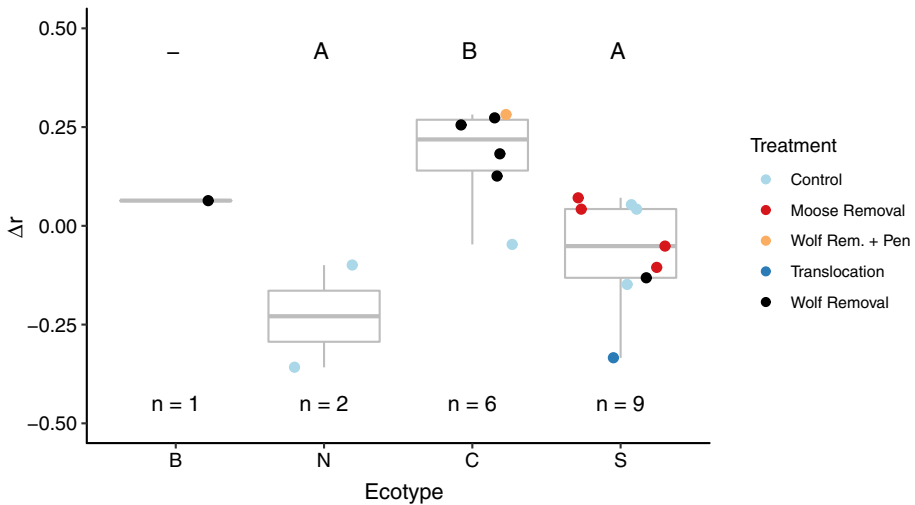 0.50
0.25
0.00
−0.25
−0.50
Δr
– A B A
n = 1 n = 2 n = 6 n = 9
B N C S
Ecotype
Treatment
Control
Moose Removal
Wolf Rem. + Pen
Translocation
Wolf Removal